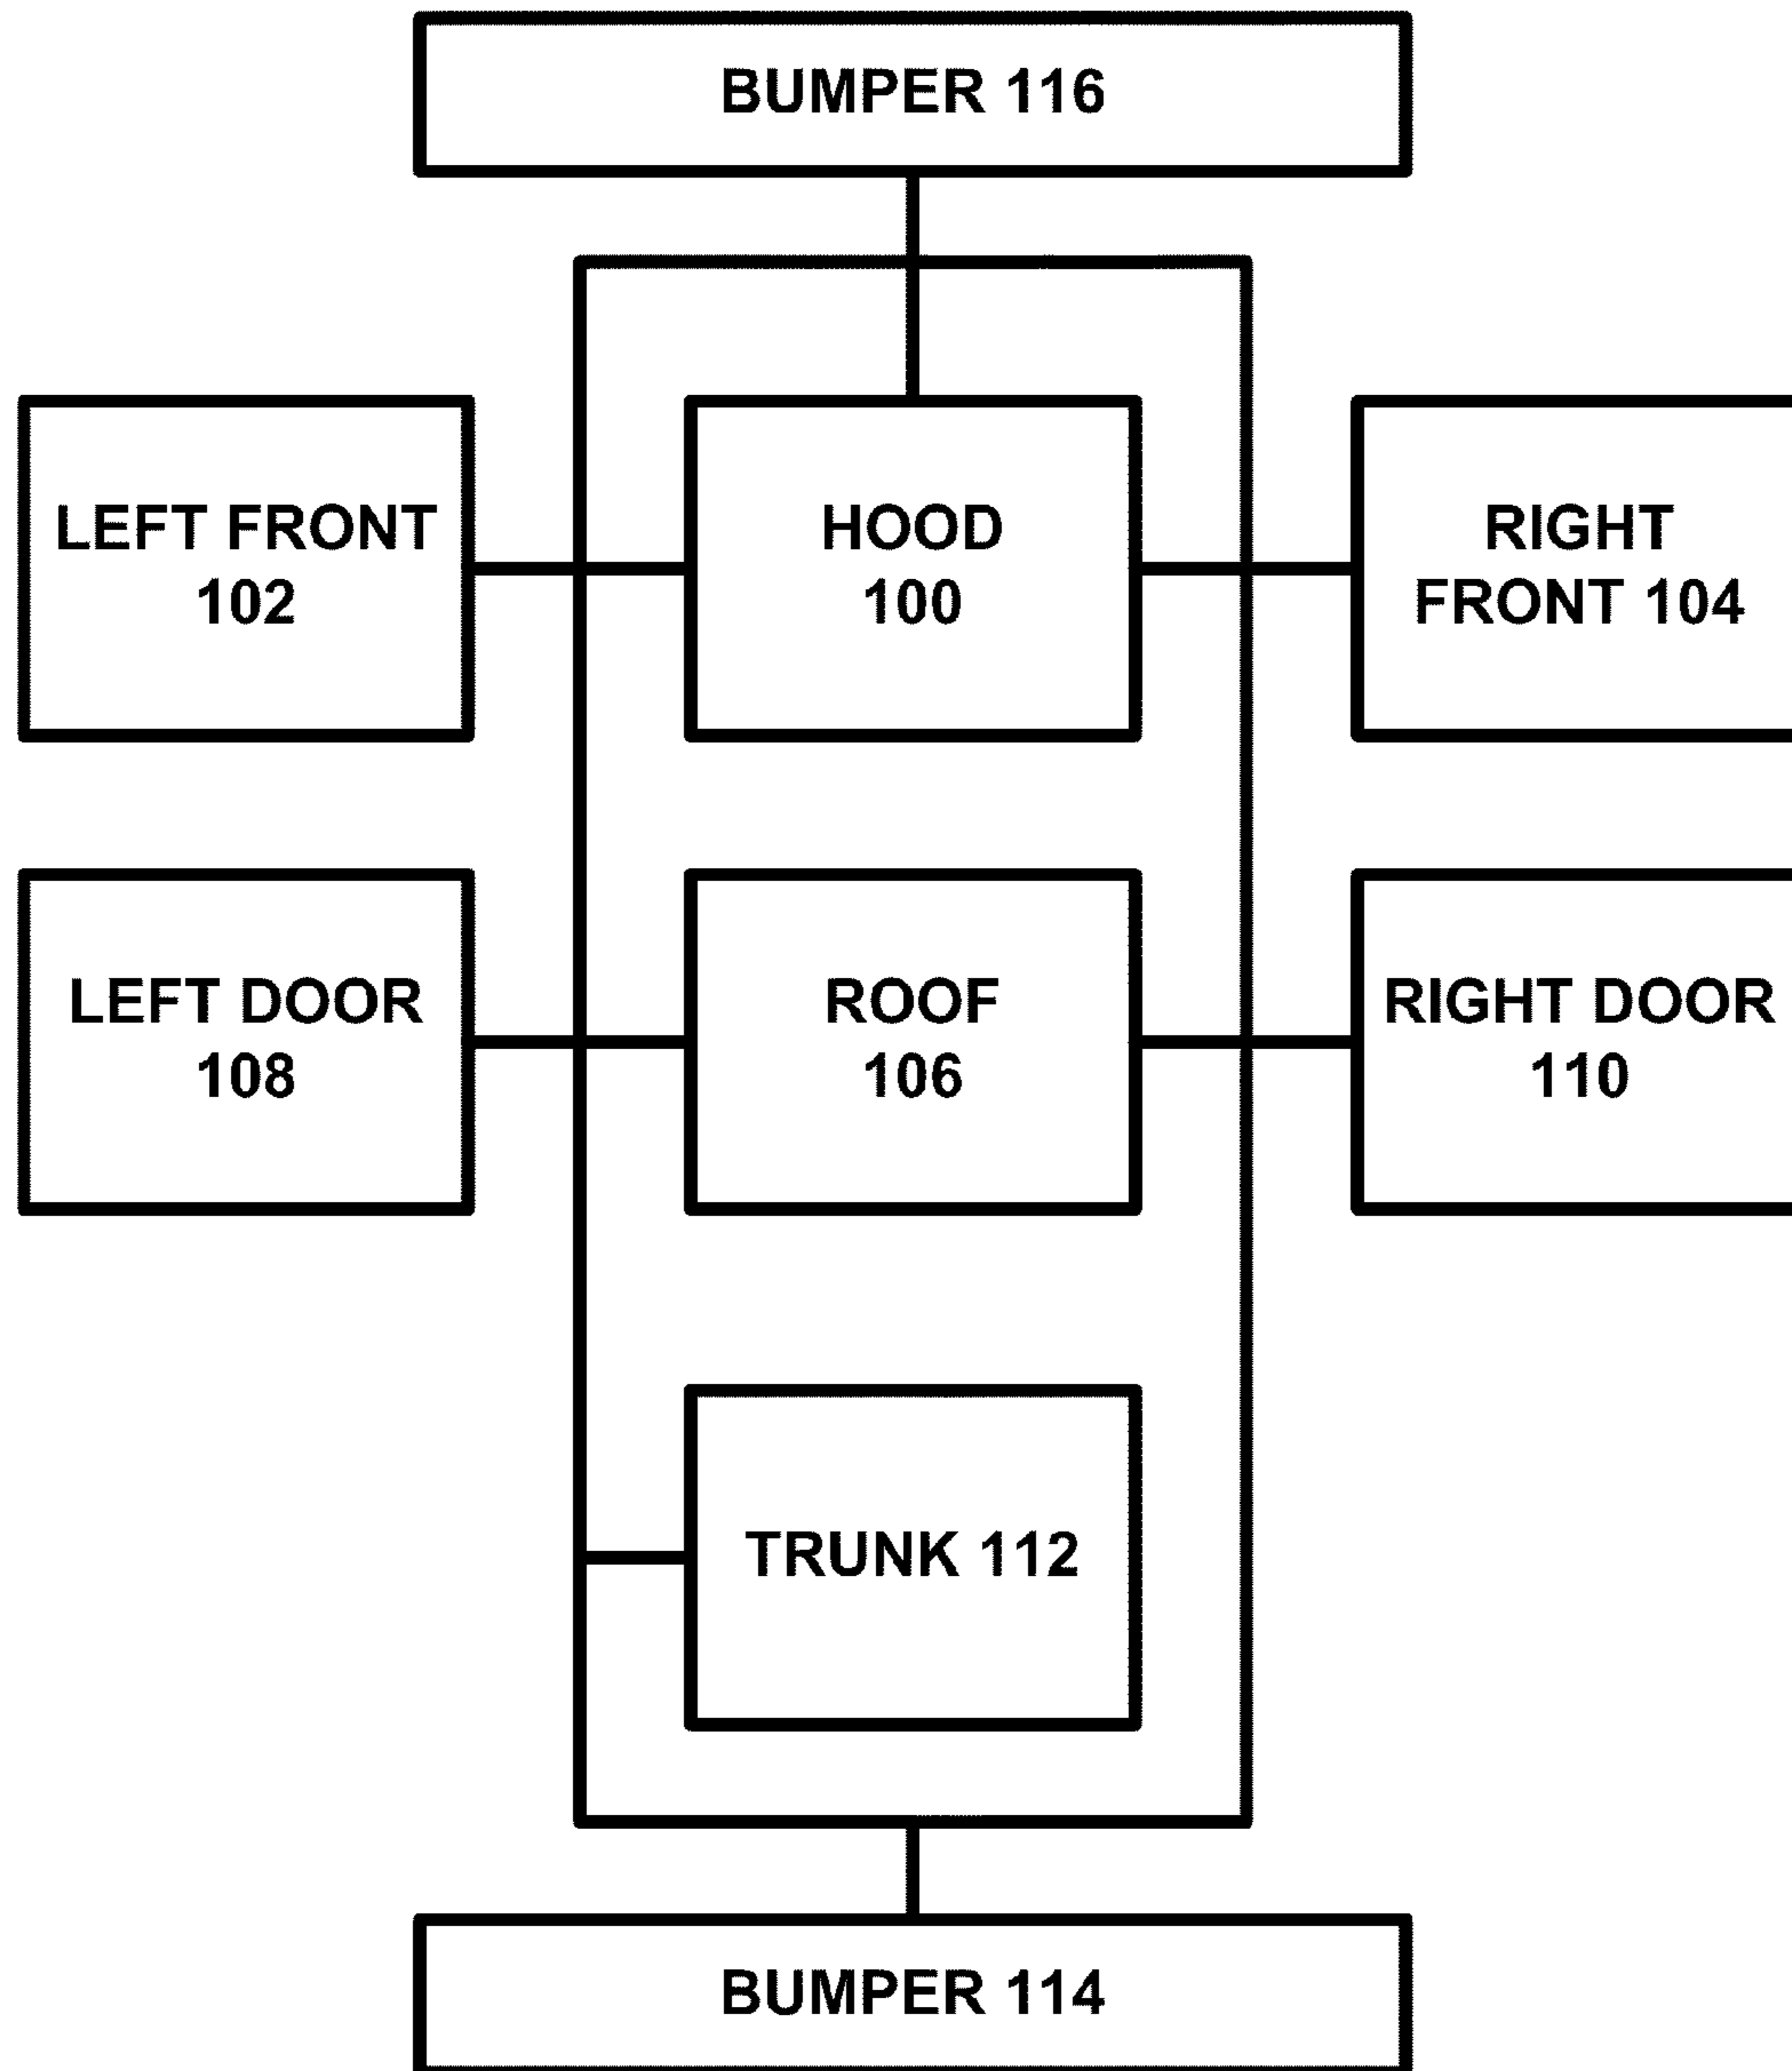 BUMPER 116
LEFT FRONT
102
HOOD
100
RIGHT
FRONT 104
LEFT DOOR
108
ROOF
106
RIGHT DOOR
110
TRUNK 112
BUMPER 114